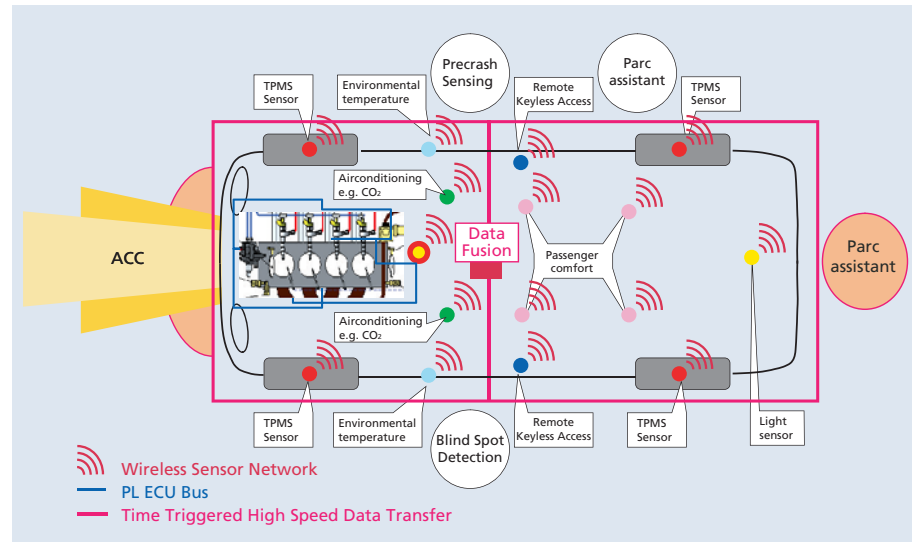 Precrash
Sensing
Parc
assistant
TPMS
Sensor
Environmental
temperature
Remote
Keyless Access
TPMS
Sensor
Airconditioning
e.g. CO₂
ACC
Data
Fusion
Passenger
comfort
Parc
assistant
Airconditioning
e.g. CO₂
TPMS
Sensor
Environmental
temperature
Blind Spot
Detection
Remote
Keyless Access
TPMS
Sensor
Light
sensor
Wireless Sensor Network
PL ECU Bus
Time Triggered High Speed Data Transfer